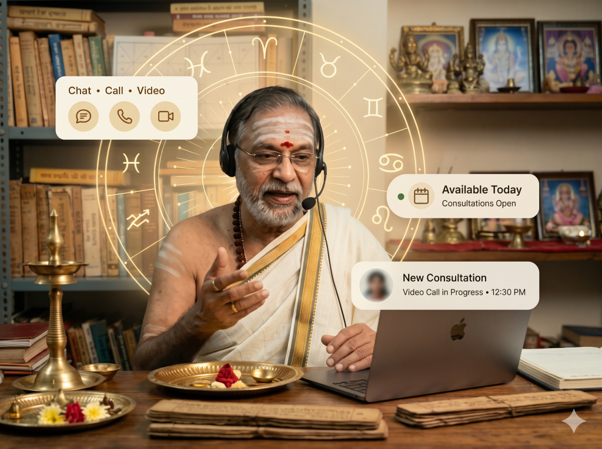 Chat • Call • Video
Available Today
Consultations Open
New Consultation
Video Call in Progress • 12:30 PM